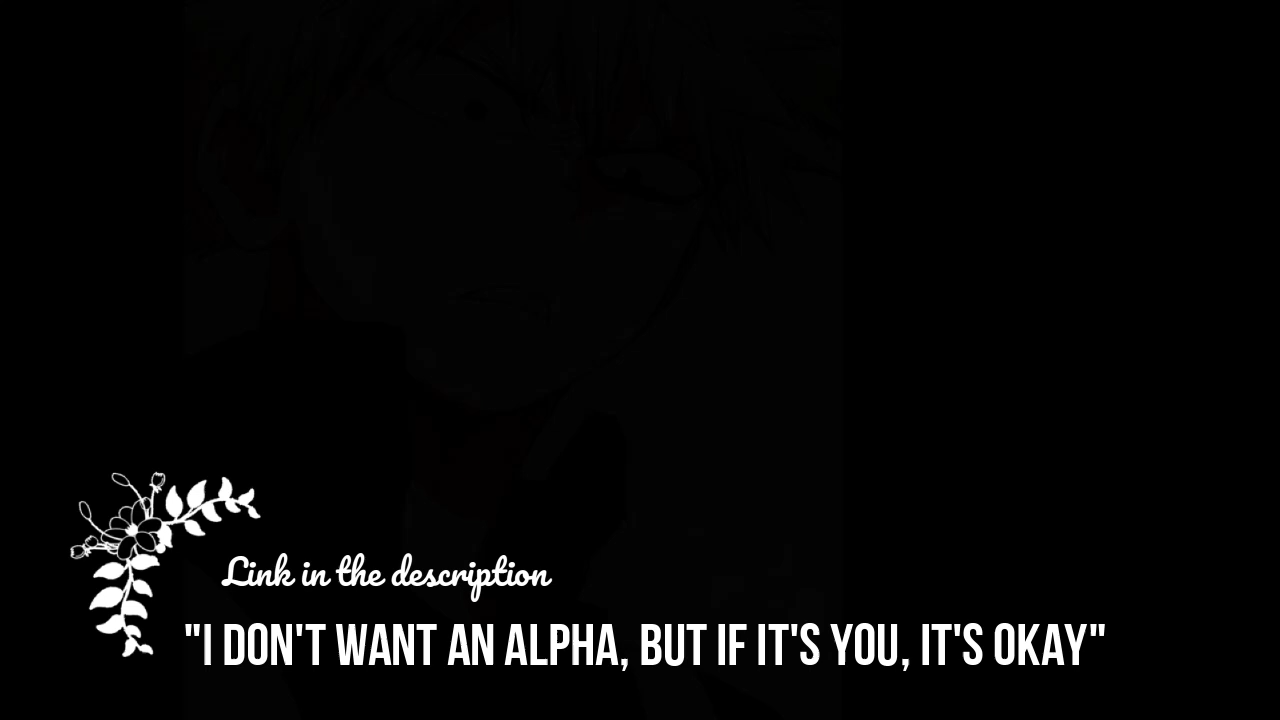 Link in the description
"I DON'T WANT AN ALPHA, BUT IF IT'S YOU, IT'S OKAY"